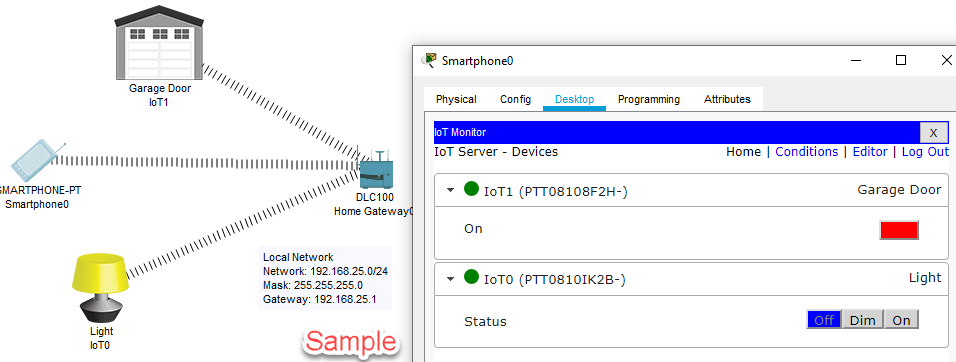 Garage Door
IoT1
SMARTPHONE-PT
Smartphone0
DLC100
Home Gateway0
Local Network
Network: 192.168.25.0/24
Mask: 255.255.255.0
Gateway: 192.168.25.1
Light
IoT0
Sample
Smartphone0
X
Physical Config Desktop Programming Attributes
IoT Monitor X
IoT Server - Devices Home | Conditions | Editor | Log Out
IoT1 (PTT08108F2H-) Garage Door
On
IoT0 (PTT0810IK2B-) Light
Status Off Dim On